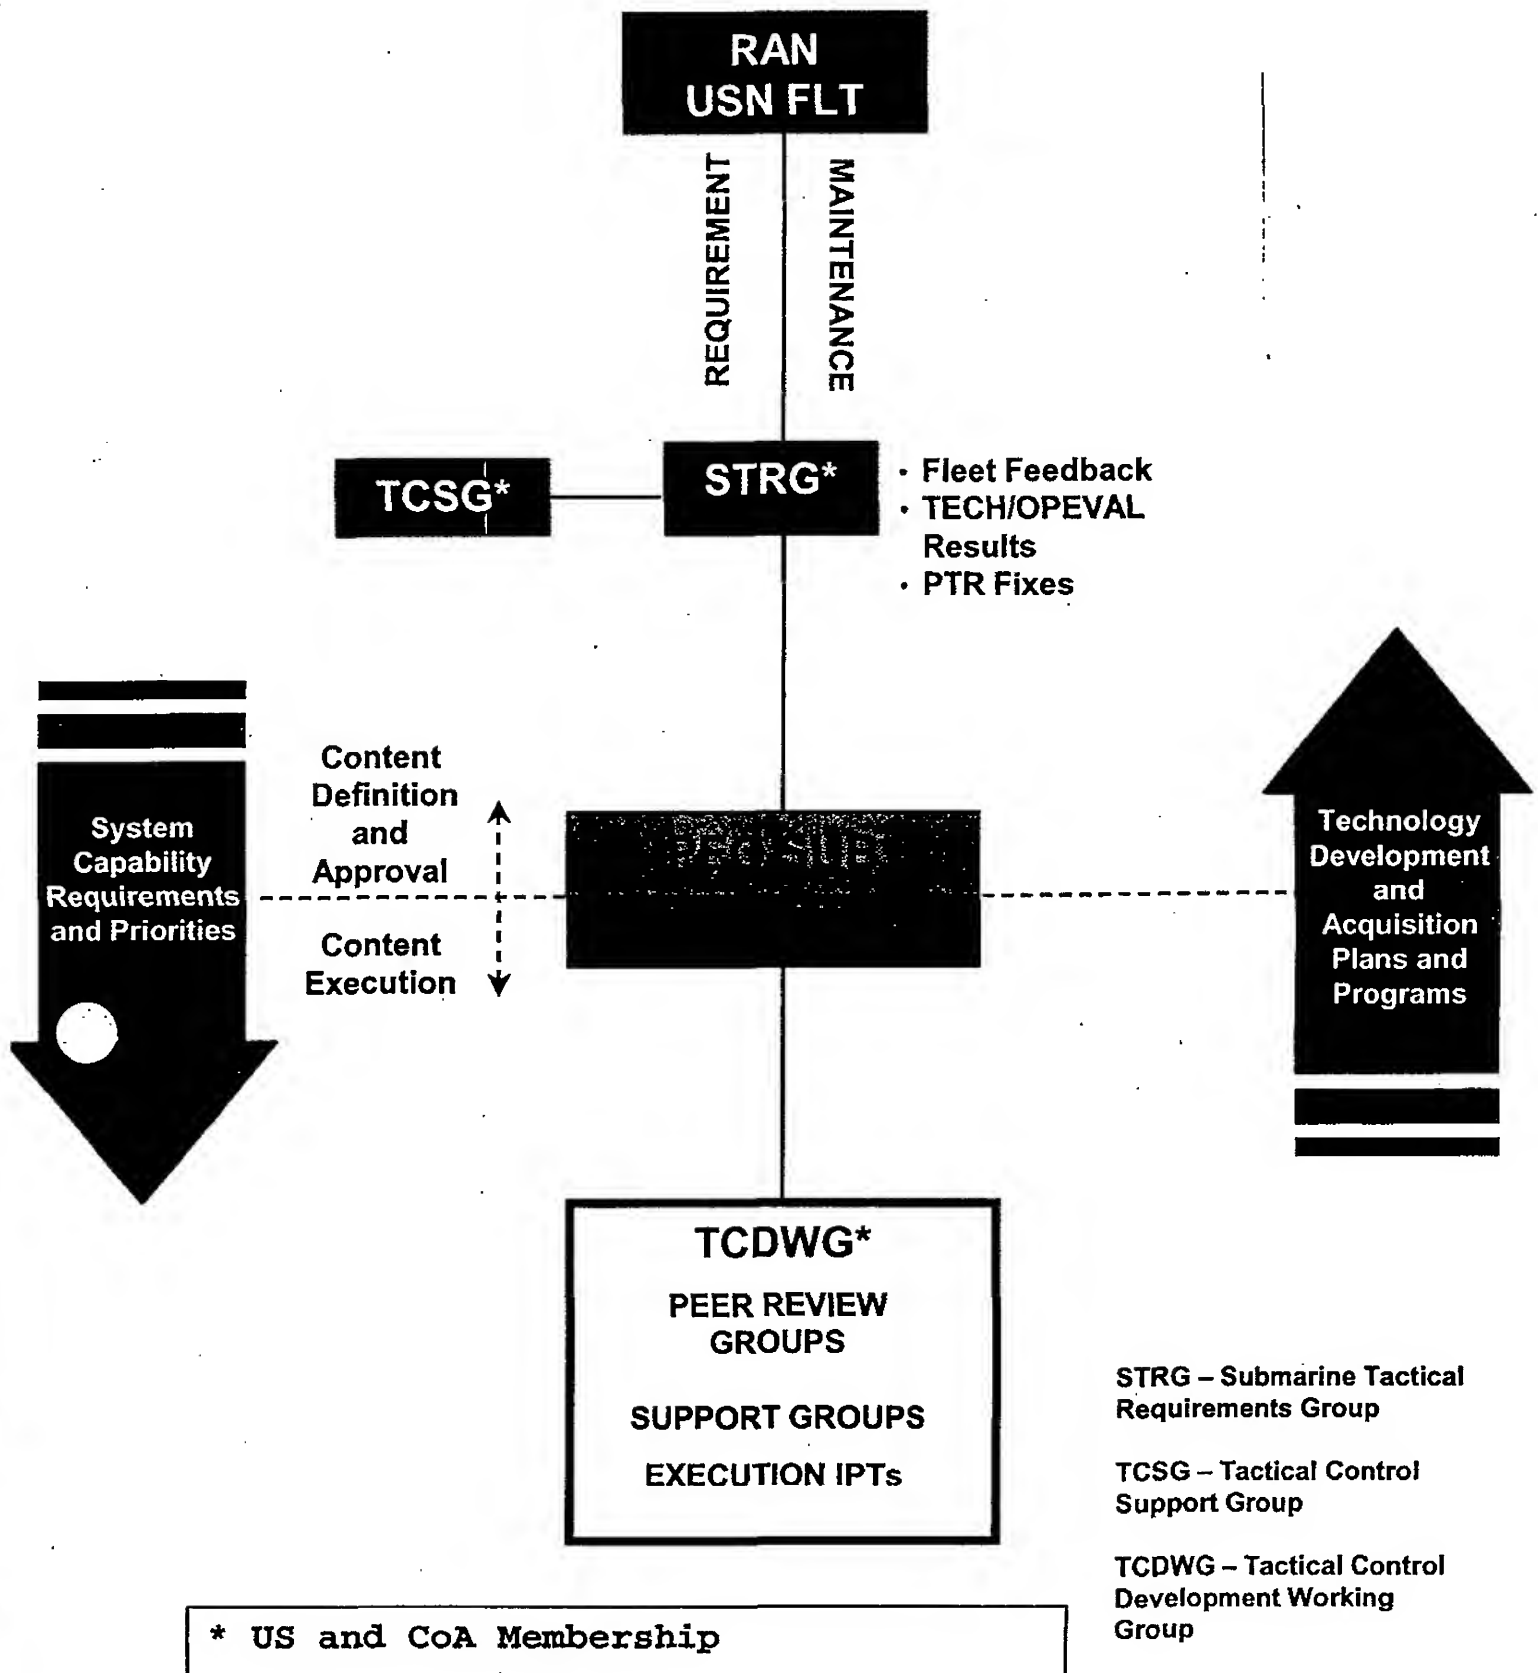 RAN
USN FLT
REQUIREMENT
MAINTENANCE
TCSG*
STRG*
· Fleet Feedback
· TECH/OPEVAL
Results
· PTR Fixes
System
Capability
Requirements
and Priorities
Content
Definition
and
Approval
Content
Execution
PEO SUB
Technology
Development
and
Acquisition
Plans and
Programs
TCDWG*
PEER REVIEW
GROUPS
SUPPORT GROUPS
EXECUTION IPTs
STRG – Submarine Tactical
Requirements Group
TCSG – Tactical Control
Support Group
TCDWG – Tactical Control
Development Working
Group
* US and CoA Membership